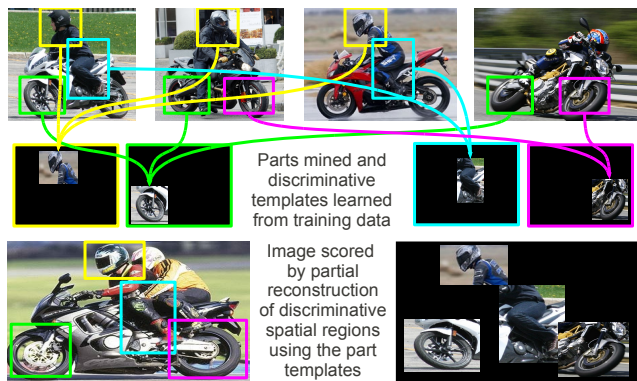 Parts mined and
discriminative
templates learned
from training data
Image scored
by partial
reconstruction
of discriminative
spatial regions
using the part
templates